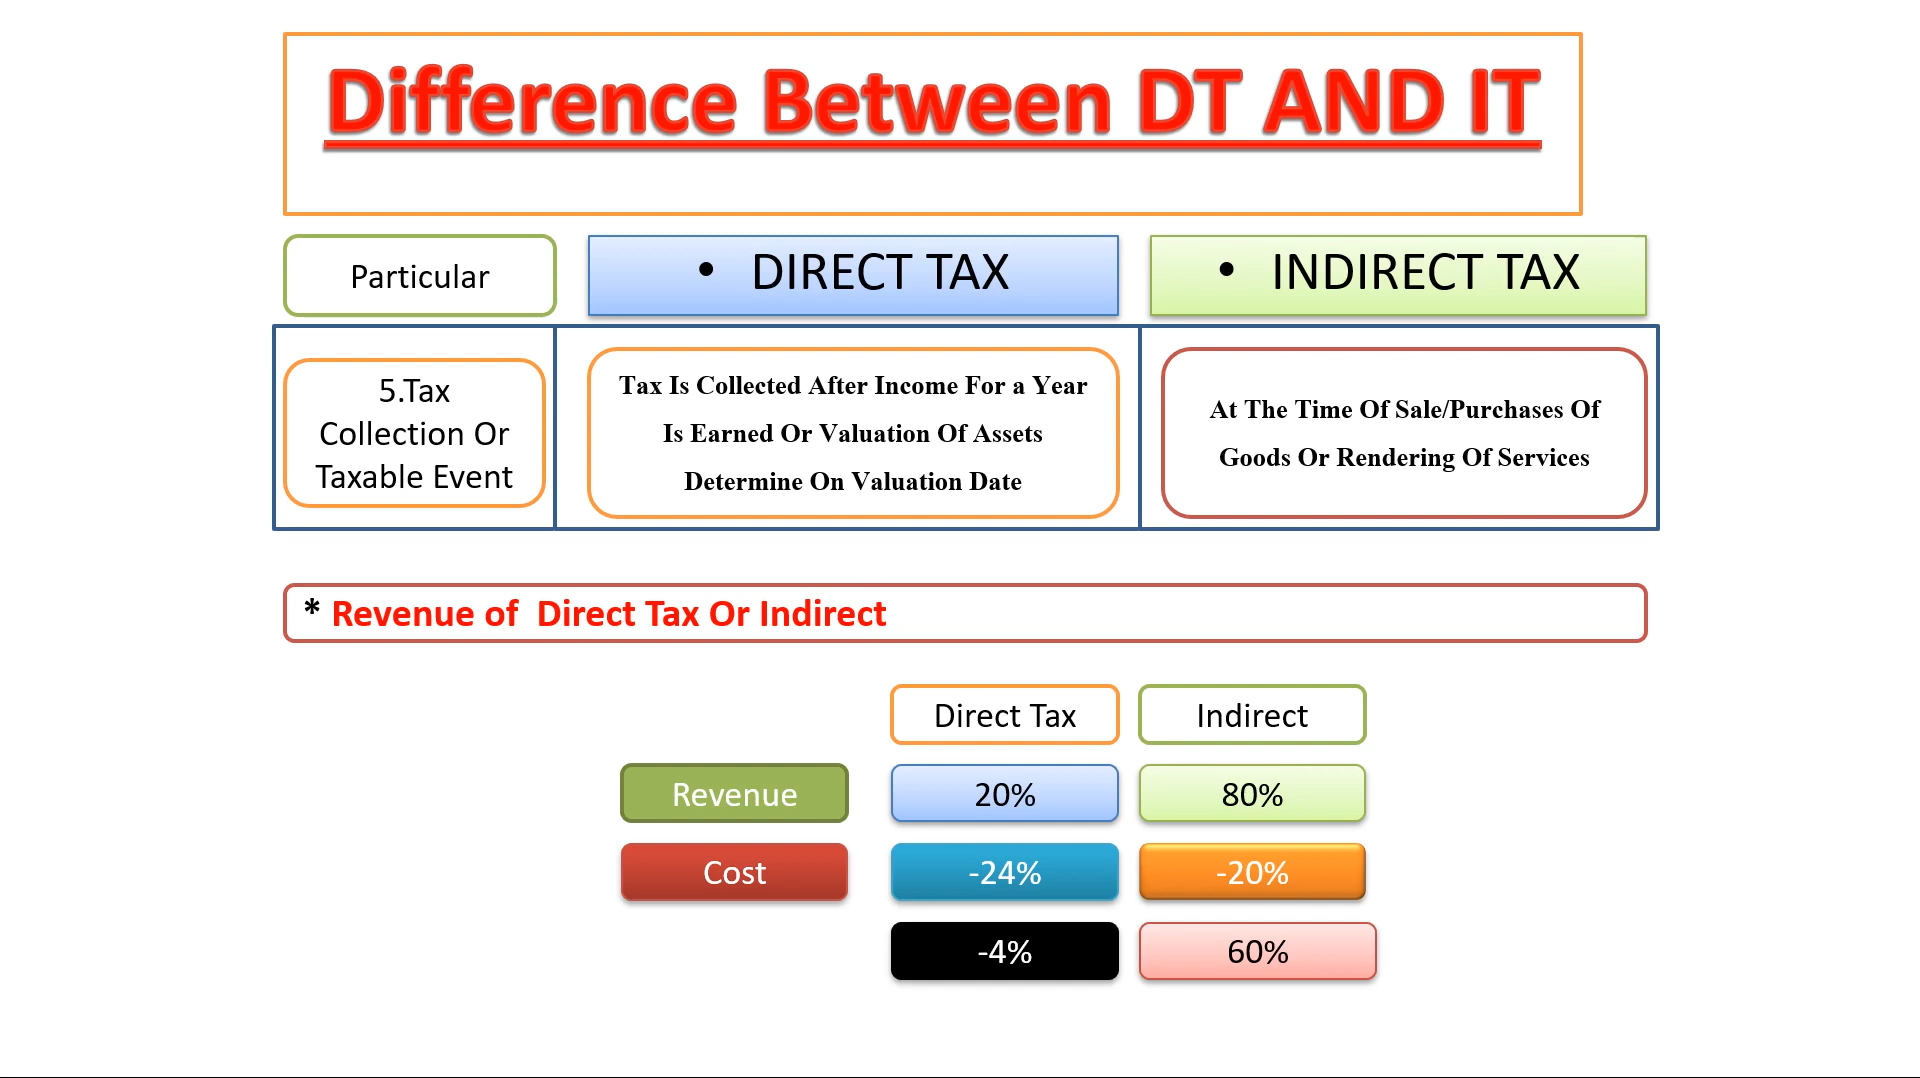 Difference Between DT AND IT
Particular
• DIRECT TAX
• INDIRECT TAX
5.Tax
Collection Or
Taxable Event
Tax Is Collected After Income For a Year
Is Earned Or Valuation Of Assets
Determine On Valuation Date
At The Time Of Sale/Purchases Of
Goods Or Rendering Of Services
* Revenue of  Direct Tax Or Indirect
Direct Tax
Indirect
Revenue
20%
80%
Cost
-24%
-20%
-4%
60%